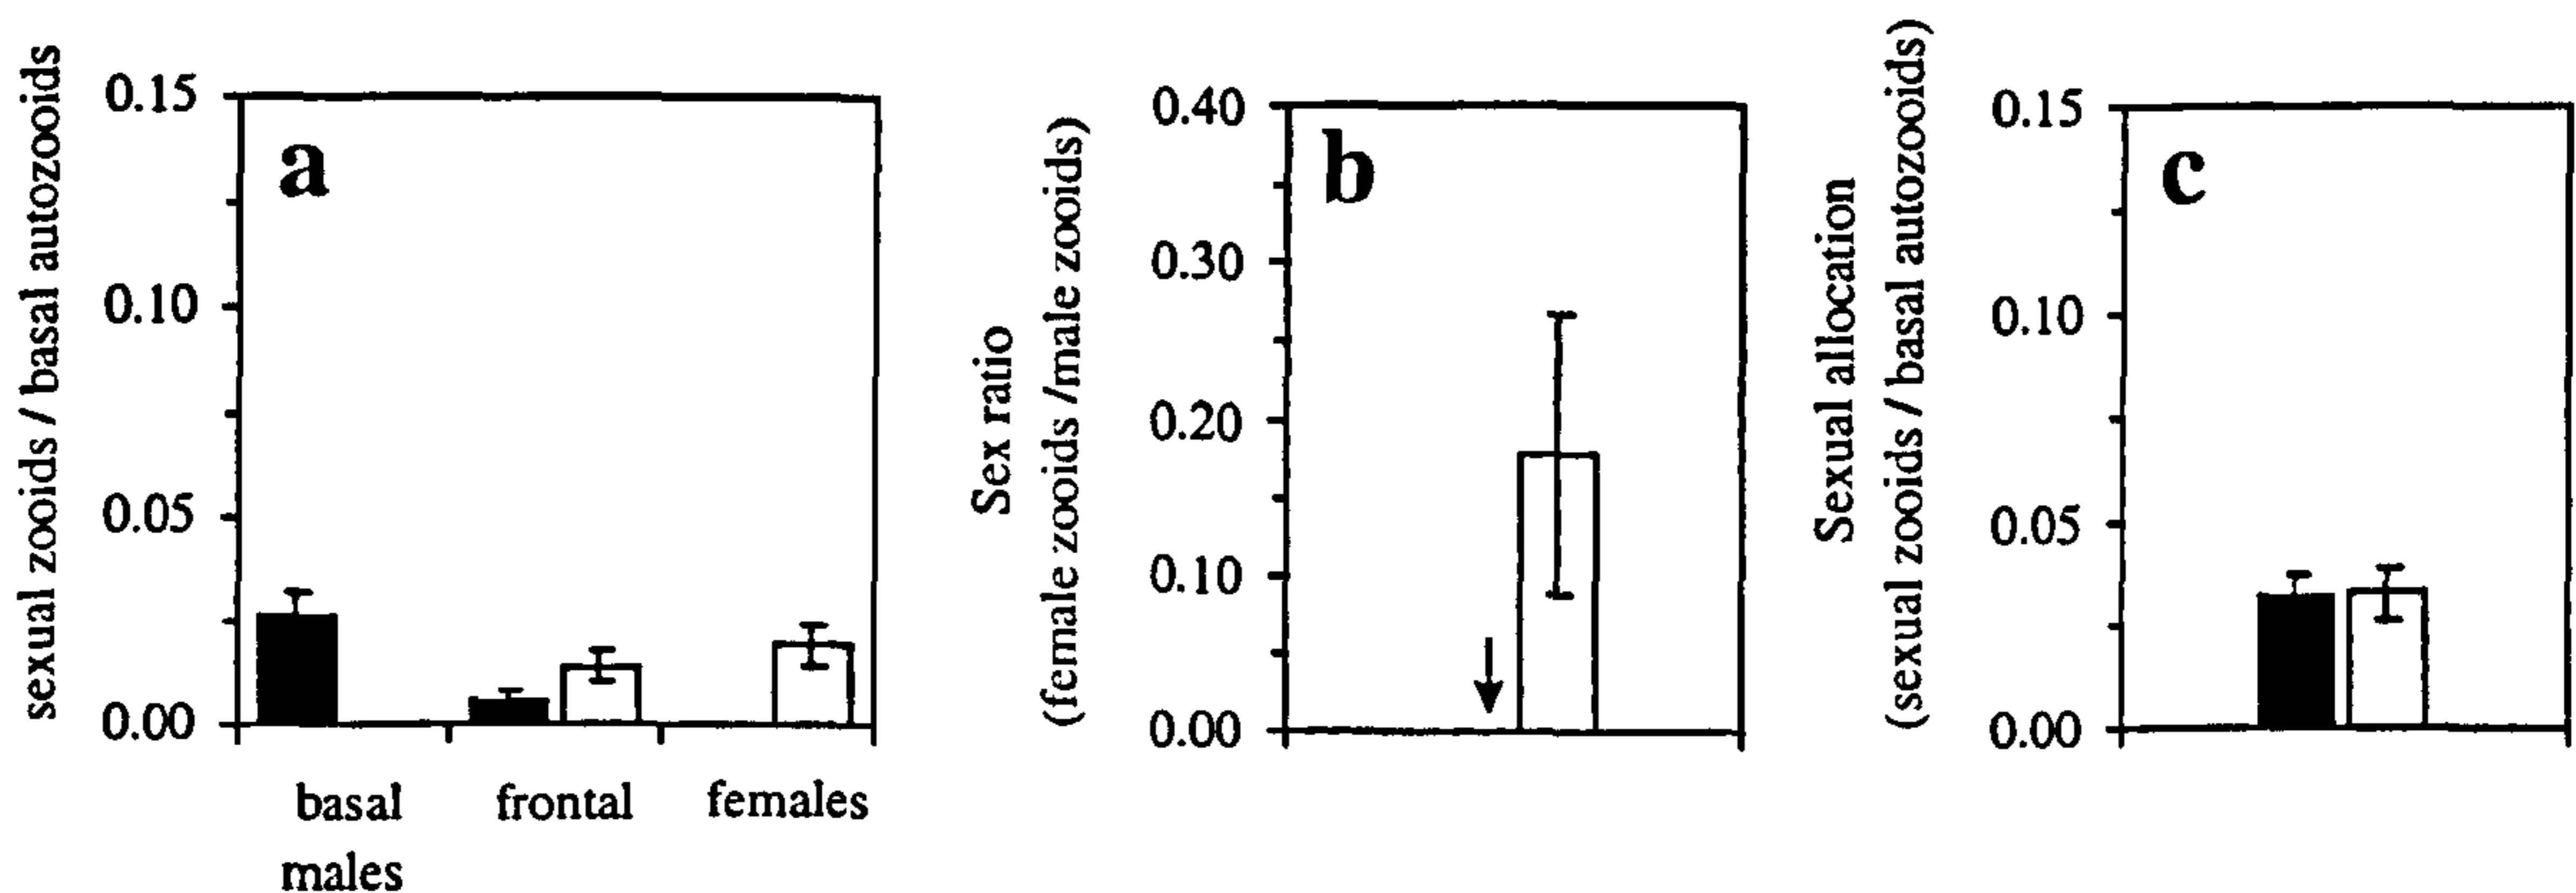 sexual zooids / basal autozooids
0.15
0.10
0.05
0.00
a
basal
males
frontal
females
Sex ratio
(female zooids /male zooids)
0.40
0.30
0.20
0.10
0.00
b
Sexual allocation
(sexual zooids / basal autozooids)
0.15
0.10
0.05
0.00
c